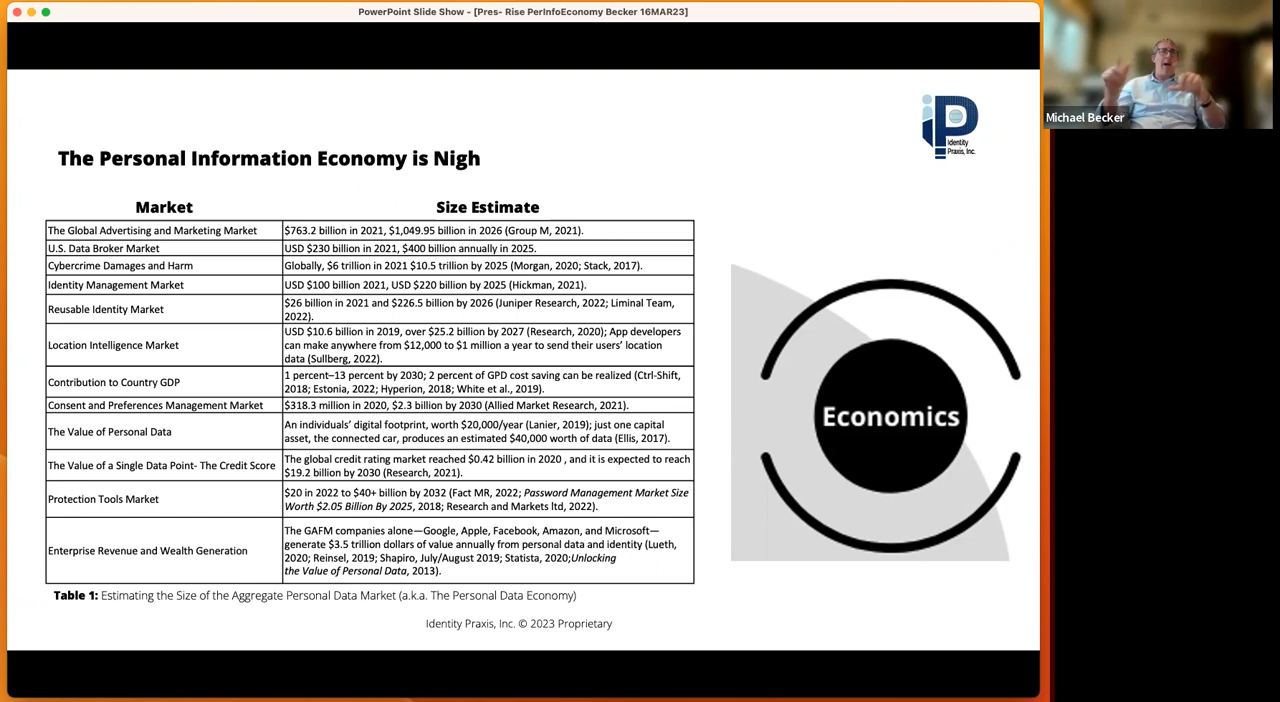 PowerPoint Slide Show - [Pres- Rise PerInfoEconomy Becker 16MAR23]
Michael Becker
iP
Identity
Praxis, Inc.
The Personal Information Economy is Nigh
Market
Size Estimate
The Global Advertising and Marketing Market
$763.2 billion in 2021, $1,049.95 billion in 2026 (Group M, 2021).
U.S. Data Broker Market
USD $230 billion in 2021, $400 billion annually in 2025.
Cybercrime Damages and Harm
Globally, $6 trillion in 2021 $10.5 trillion by 2025 (Morgan, 2020; Stack, 2017).
Identity Management Market
USD $100 billion 2021, USD $220 billion by 2025 (Hickman, 2021).
Reusable Identity Market
$26 billion in 2021 and $226.5 billion by 2026 (Juniper Research, 2022; Liminal Team,
2022).
Location Intelligence Market
USD $10.6 billion in 2019, over $25.2 billion by 2027 (Research, 2020); App developers
can make anywhere from $12,000 to $1 million a year to send their users' location
data (Sullberg, 2022).
Contribution to Country GDP
1 percent–13 percent by 2030; 2 percent of GPD cost saving can be realized (Ctrl-Shift,
2018; Estonia, 2022; Hyperion, 2018; White et al., 2019).
Consent and Preferences Management Market
$318.3 million in 2020, $2.3 billion by 2030 (Allied Market Research, 2021).
The Value of Personal Data
An individuals' digital footprint, worth $20,000/year (Lanier, 2019); just one capital
asset, the connected car, produces an estimated $40,000 worth of data (Ellis, 2017).
The Value of a Single Data Point- The Credit Score
The global credit rating market reached $0.42 billion in 2020 , and it is expected to reach
$19.2 billion by 2030 (Research, 2021).
Protection Tools Market
$20 in 2022 to $40+ billion by 2032 (Fact MR, 2022; Password Management Market Size
Worth $2.05 Billion By 2025, 2018; Research and Markets ltd, 2022).
Enterprise Revenue and Wealth Generation
The GAFM companies alone—Google, Apple, Facebook, Amazon, and Microsoft—
generate $3.5 trillion dollars of value annually from personal data and identity (Lueth,
2020; Reinsel, 2019; Shapiro, July/August 2019; Statista, 2020;Unlocking
the Value of Personal Data, 2013).
Economics
Table 1: Estimating the Size of the Aggregate Personal Data Market (a.k.a. The Personal Data Economy)
Identity Praxis, Inc. © 2023 Proprietary